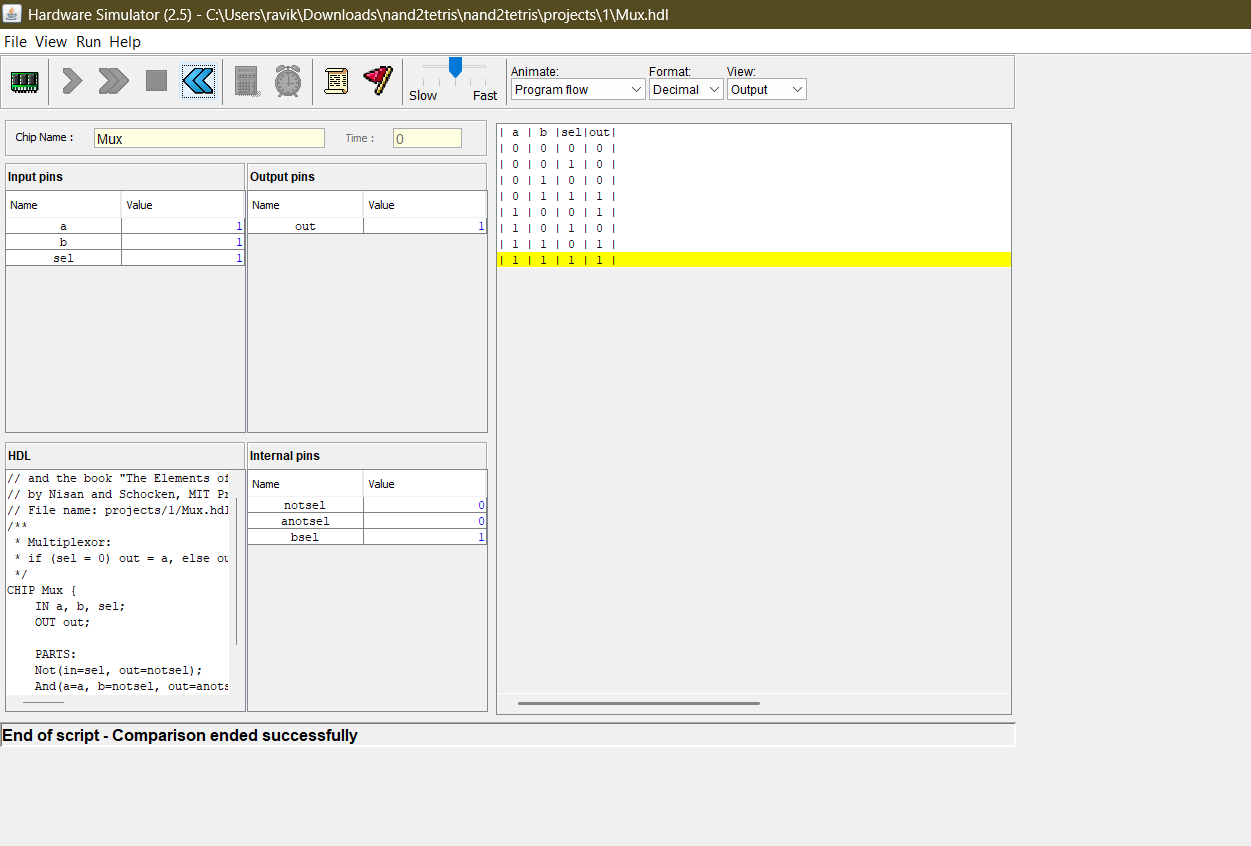 Hardware Simulator (2.5) - C:\Users\ravik\Downloads\nand2tetris\nand2tetris\projects\1\Mux.hdl
File View Run Help
Slow Fast
Animate: Format: View:
Program flow Decimal Output
Chip Name : Mux Time : 0
Input pins
Name Value
a 1
b 1
sel 1
Output pins
Name Value
out 1
HDL
// and the book "The Elements of
// by Nisan and Schocken, MIT Pr
// File name: projects/1/Mux.hdl
/**
* Multiplexor:
* if (sel = 0) out = a, else ou
*/
CHIP Mux {
IN a, b, sel;
OUT out;
PARTS:
Not(in=sel, out=notsel);
And(a=a, b=notsel, out=anots
Internal pins
Name Value
notsel 0
anotsel 0
bsel 1
| a | b |sel|out|
| 0 | 0 | 0 | 0 |
| 0 | 0 | 1 | 0 |
| 0 | 1 | 0 | 0 |
| 0 | 1 | 1 | 1 |
| 1 | 0 | 0 | 1 |
| 1 | 0 | 1 | 0 |
| 1 | 1 | 0 | 1 |
| 1 | 1 | 1 | 1 |
End of script - Comparison ended successfully